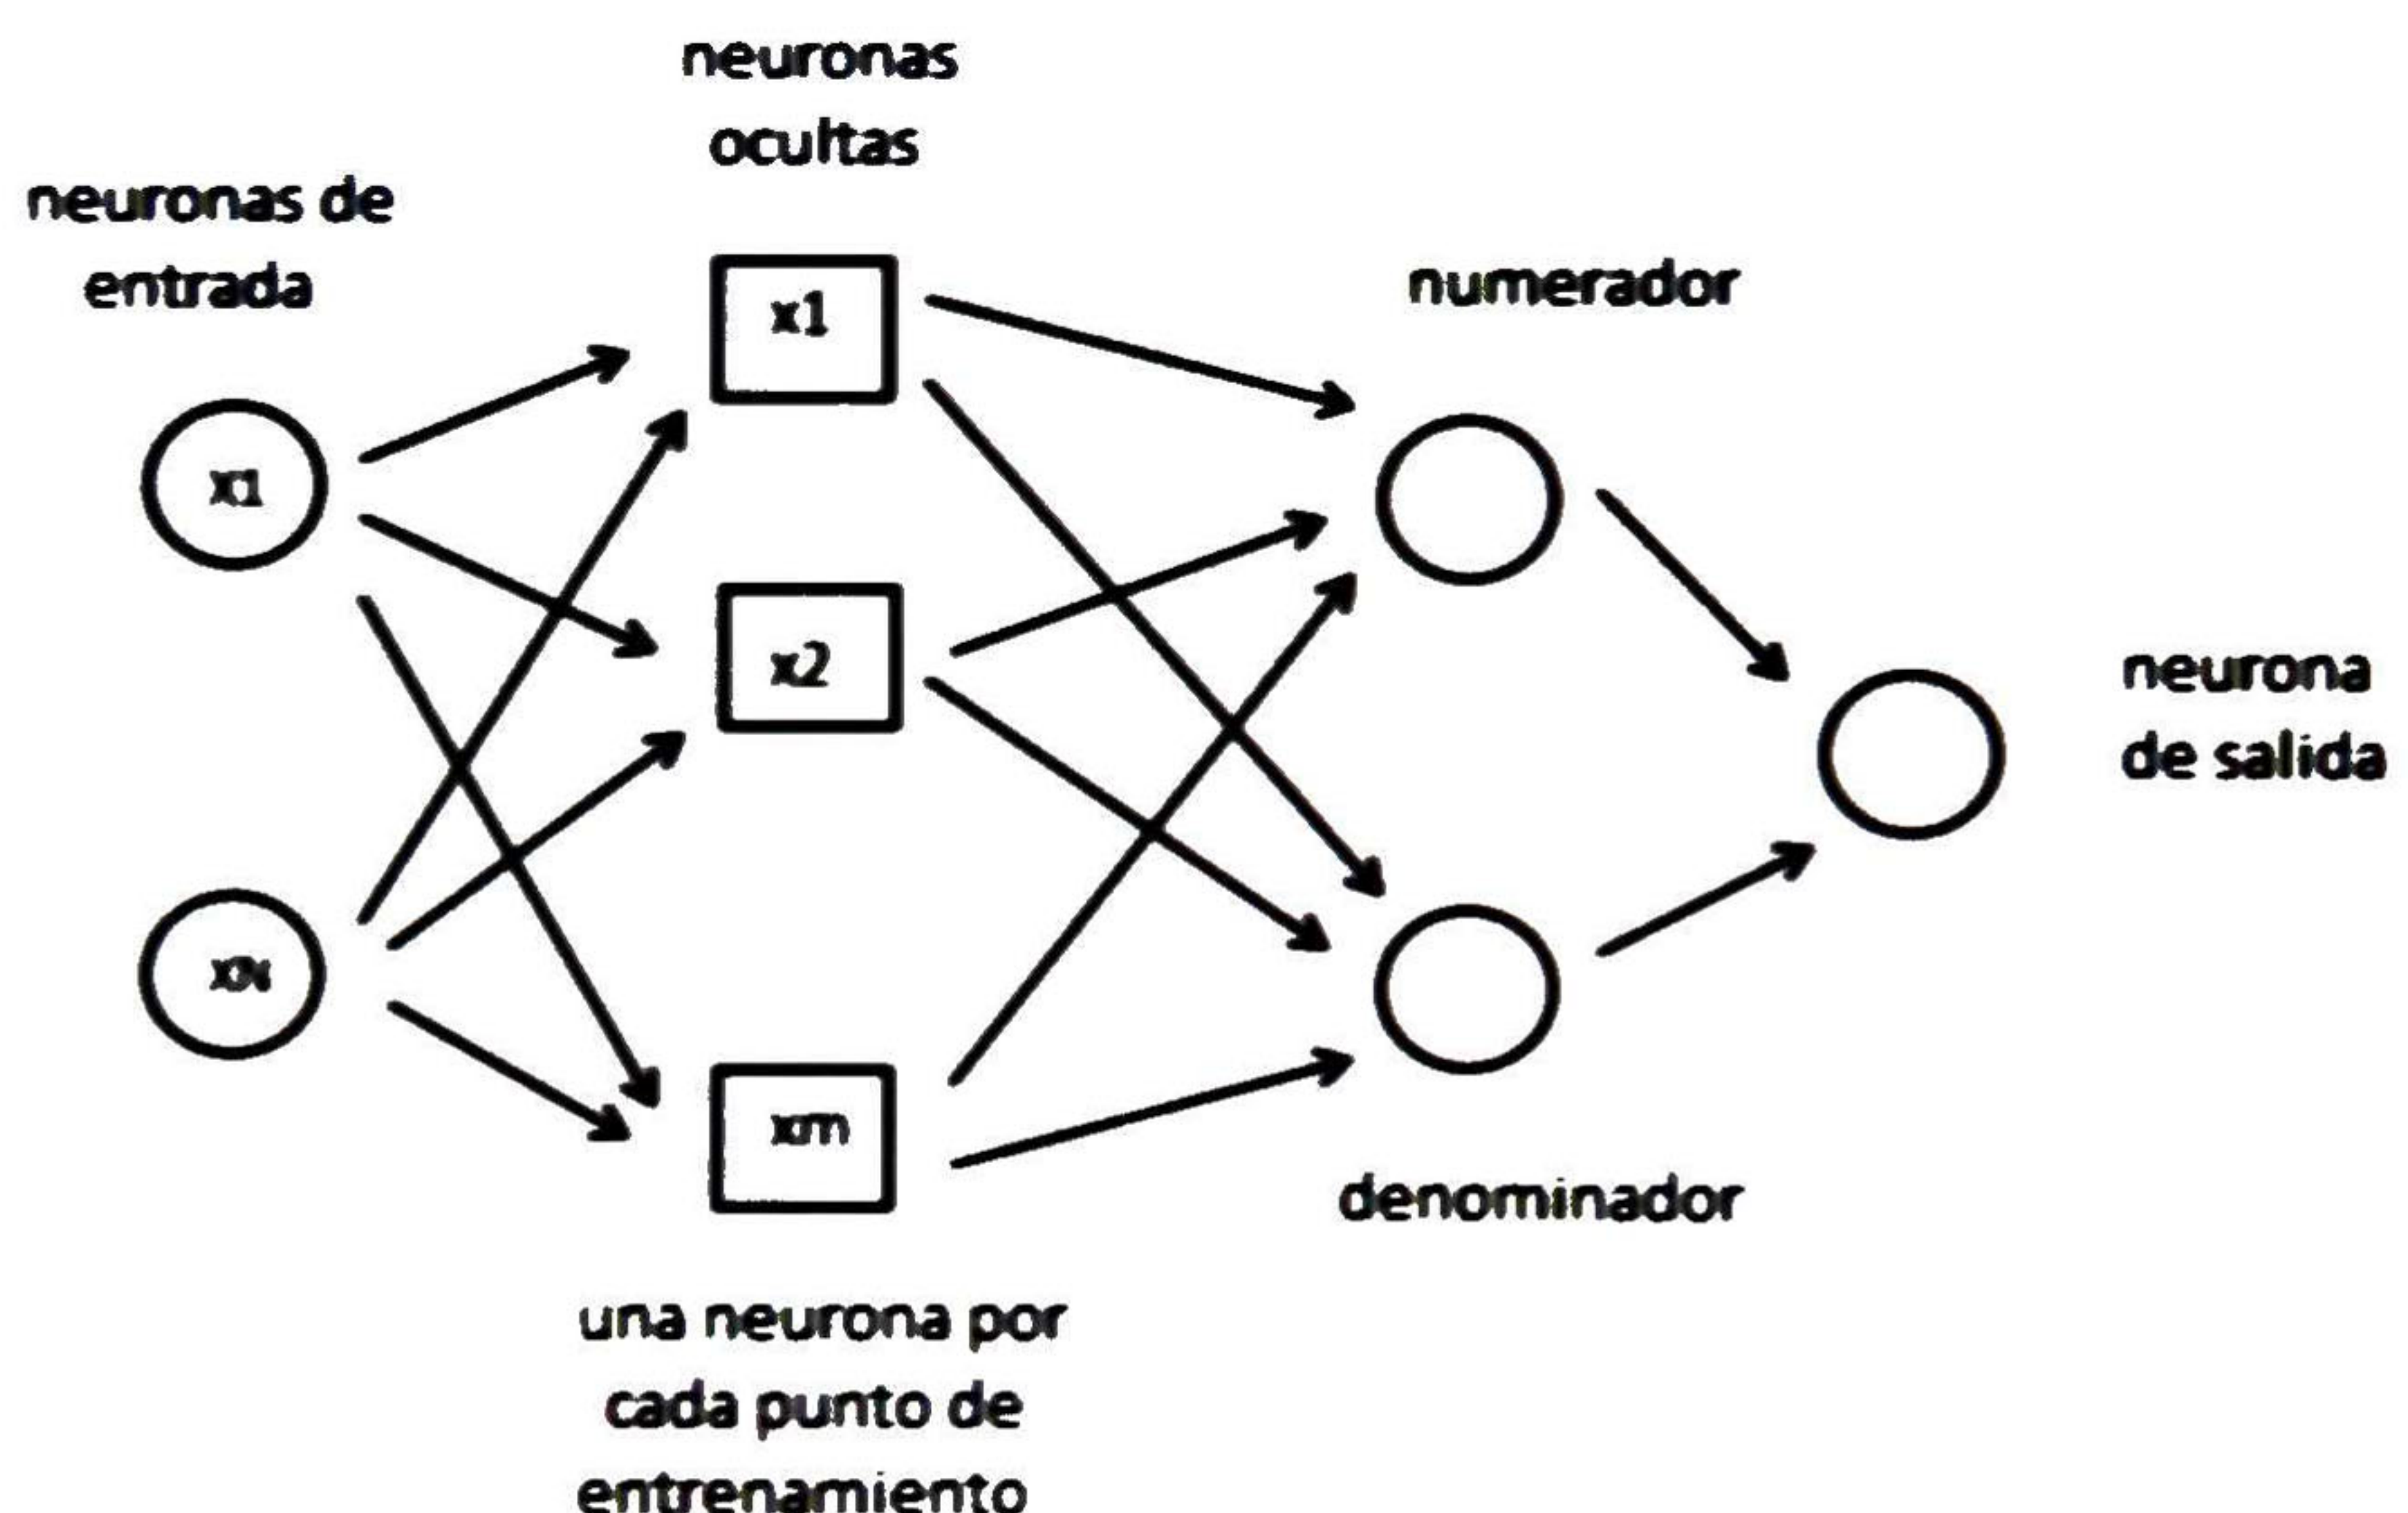 neuronas
ocultas
neuronas de
entrada
x1
numerador
x1
x2
neurona
de salida
xN
xm
denominador
una neurona por
cada punto de
entrenamiento